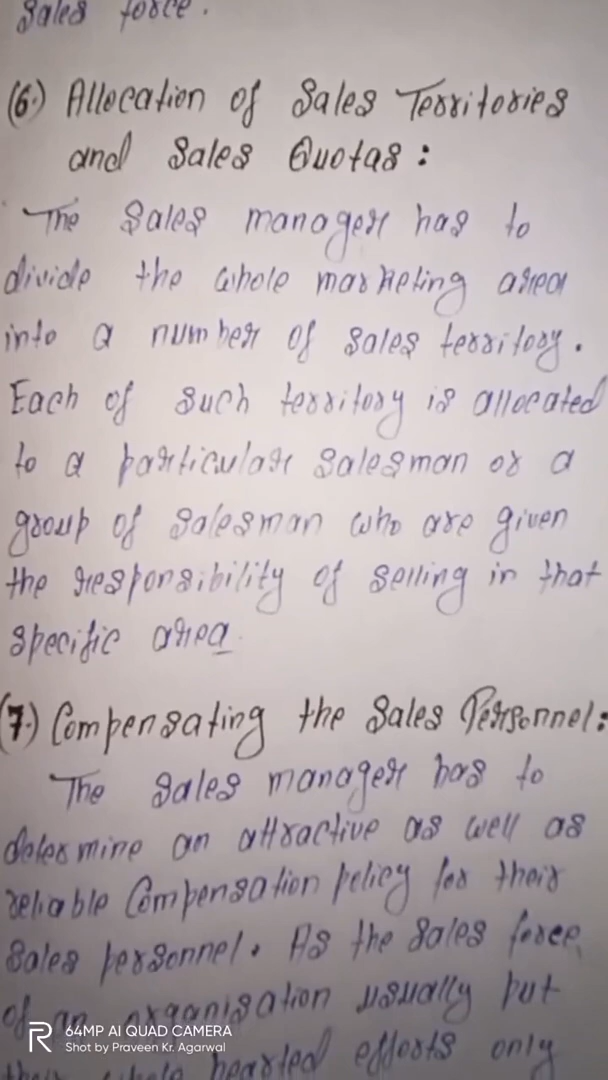 Sales force.
(6.) Allocation of Sales Territories
and Sales Quotas :
The Sales manager has to
divide the whole marketing area
into a number of sales territory.
Each of such territory is allocated
to a particular salesman or a
group of salesman who are given
the responsibility of selling in that
specific area.
(7.) Compensating the Sales Personnel:
The sales manager has to
determine an attractive as well as
reliable Compensation policy for their
Sales personnel. As the sales force
of an organisation usually put
their whole hearted efforts only
64MP AI QUAD CAMERA
Shot by Praveen Kr. Agarwal